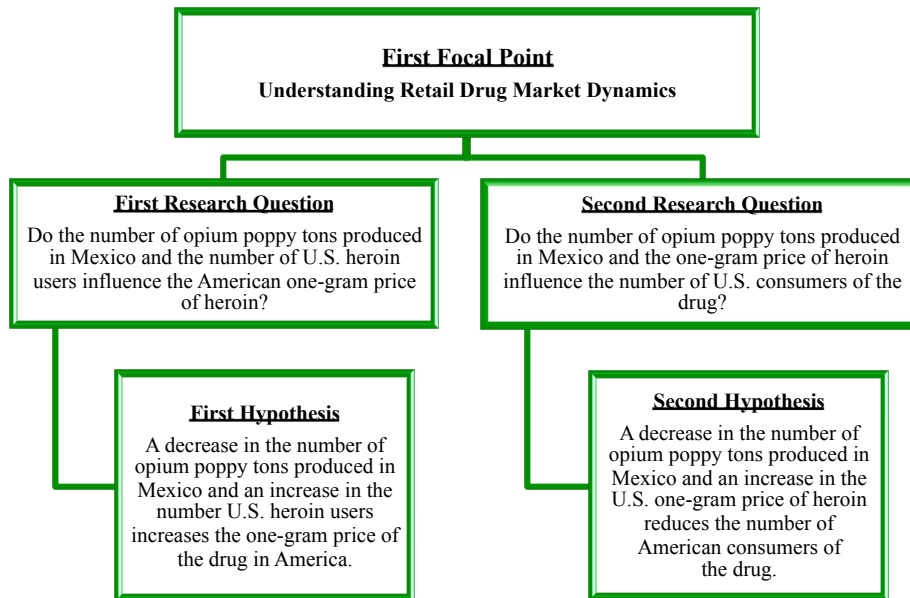 First Focal Point
Understanding Retail Drug Market Dynamics
First Research Question
Do the number of opium poppy tons produced
in Mexico and the number of U.S. heroin
users influence the American one-gram price
of heroin?
Second Research Question
Do the number of opium poppy tons produced
in Mexico and the one-gram price of heroin
influence the number of U.S. consumers of the
drug?
First Hypothesis
A decrease in the number of
opium poppy tons produced in
Mexico and an increase in the
number U.S. heroin users
increases the one-gram price of
the drug in America.
Second Hypothesis
A decrease in the number of
opium poppy tons produced in
Mexico and an increase in the
U.S. one-gram price of heroin
reduces the number of
American consumers of
the drug.